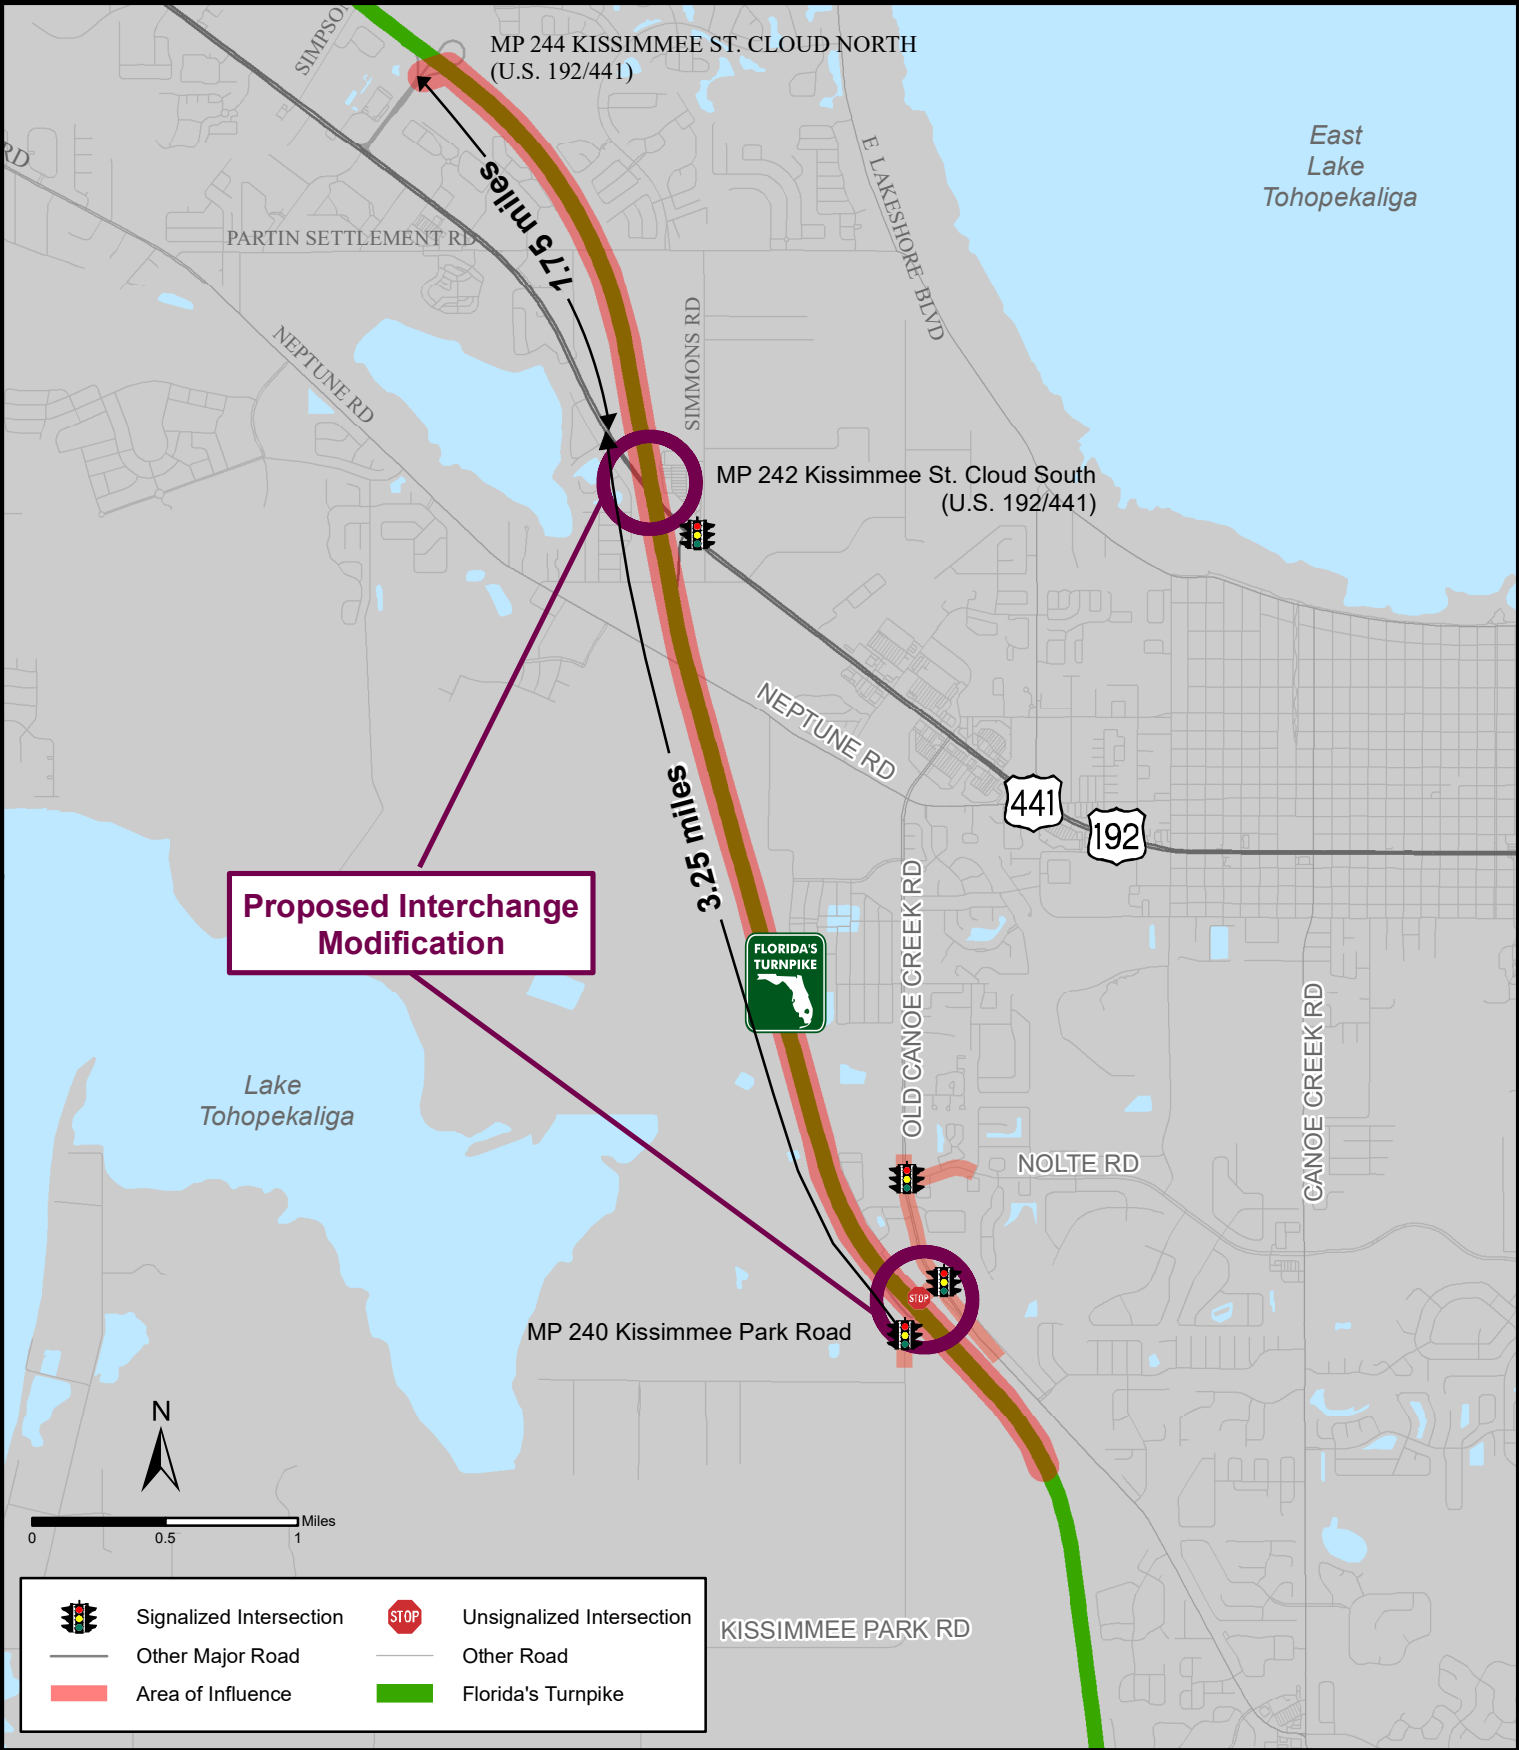 SIMPSO
MP 244 KISSIMMEE ST. CLOUD NORTH
(U.S. 192/441)
East
Lake
Tohopekaliga
RD
E LAKESHORE BLVD
1.75 miles
PARTIN SETTLEMENT RD
NEPTUNE RD
SIMMONS RD
MP 242 Kissimmee St. Cloud South
(U.S. 192/441)
NEPTUNE RD
441
192
3.25 miles
Proposed Interchange
Modification
FLORIDA'S
TURNPIKE
OLD CANOE CREEK RD
CANOE CREEK RD
Lake
Tohopekaliga
NOLTE RD
STOP
MP 240 Kissimmee Park Road
N
Miles
0 0.5 1
Signalized Intersection
STOP
Unsignalized Intersection
Other Major Road
Other Road
Area of Influence
Florida's Turnpike
KISSIMMEE PARK RD